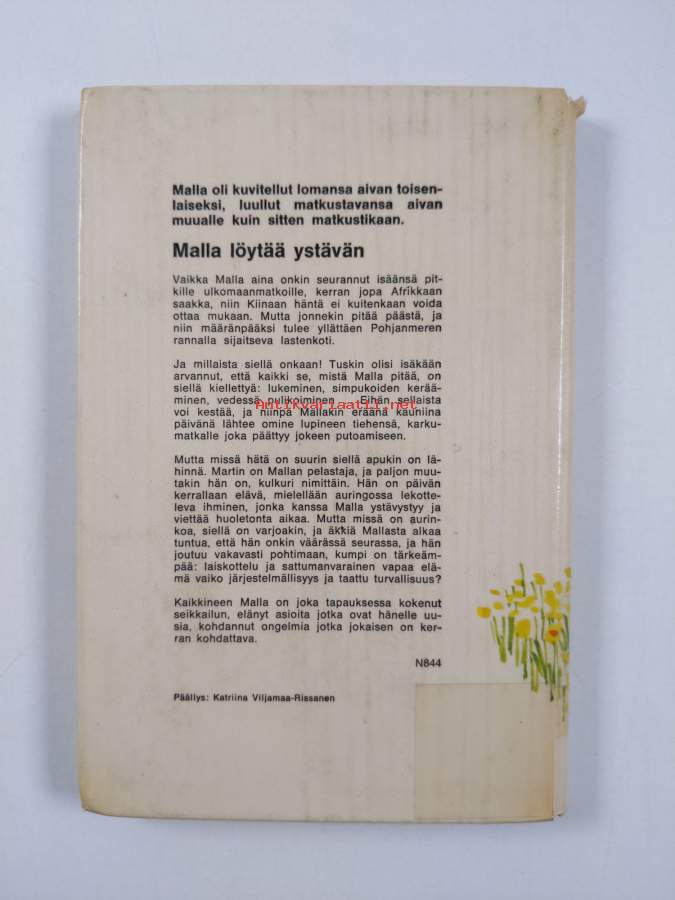 Malla oli kuvitellut lomansa aivan toisen-
laiseksi, luullut matkustavansa aivan
muualle kuin sitten matkustikaan.
Malla löytää ystävän
Vaikka Malla aina onkin seurannut isäänsä pit-
kille ulkomaanmatkoille, kerran jopa Afrikkaan
saakka, niin Kiinaan häntä ei kuitenkaan voida
ottaa mukaan. Mutta jonnekin pitää päästä, ja
niin määränpääksi tulee yllättäen Pohjanmeren
rannalla sijaitseva lastenkoti.
Ja millaista siellä onkaan! Tuskin olisi isäkään
arvannut, että kaikki se, mistä Malla pitää, on
siellä kiellettyä: lukeminen, simpukoiden kerää-
minen, vedessä pulikoiminen Eihän sellaista
Antikvariaatti.net
voi kestää, ja niinpä Mallakin eräänä kauniina
päivänä lähtee omine lupineen tiehensä, karku-
matkalle joka päättyy jokeen putoamiseen.
Mutta missä hätä on suurin siellä apukin on lä-
hinnä. Martin on Mallan pelastaja, ja paljon muu-
takin hän on, kulkuri nimittäin. Hän on päivän
kerrallaan elävä, mielellään auringossa lekotte-
leva ihminen, jonka kanssa Malla ystävystyy ja
viettää huoletonta aikaa. Mutta missä on aurin-
koa, siellä on varjoakin, ja äkkiä Mallasta alkaa
tuntua, että hän onkin väärässä seurassa, ja hän
joutuu vakavasti pohtimaan, kumpi on tärkeäm-
pää: laiskottelu ja sattumanvarainen vapaa elä-
mä vaiko järjestelmällisyys ja taattu turvallisuus?
Kaikkineen Malla on joka tapauksessa kokenut
seikkailun, elänyt asioita jotka ovat hänelle uu-
sia, kohdannut ongelmia jotka jokaisen on ker-
ran kohdattava.
N844
Päällys: Katriina Viljamaa-Rissanen